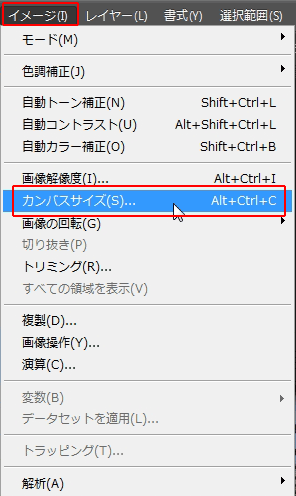 イメージ(I) レイヤー(L) 書式(Y) 選択範囲(S)
モード(M)
色調補正(J)
自動トーン補正(N) Shift+Ctrl+L
自動コントラスト(U) Alt+Shift+Ctrl+L
自動カラー補正(O) Shift+Ctrl+B
画像解像度(I)... Alt+Ctrl+I
カンバスサイズ(S)... Alt+Ctrl+C
画像の回転(G)
切り抜き(P)
トリミング(R)...
すべての領域を表示(V)
複製(D)...
画像操作(Y)...
演算(C)...
変数(B)
データセットを適用(L)...
トラッピング(T)...
解析(A)